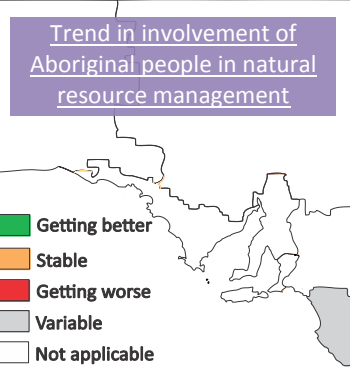 Trend in involvement of
Aboriginal people in natural
resource management
Getting better
Stable
Getting worse
Variable
Not applicable